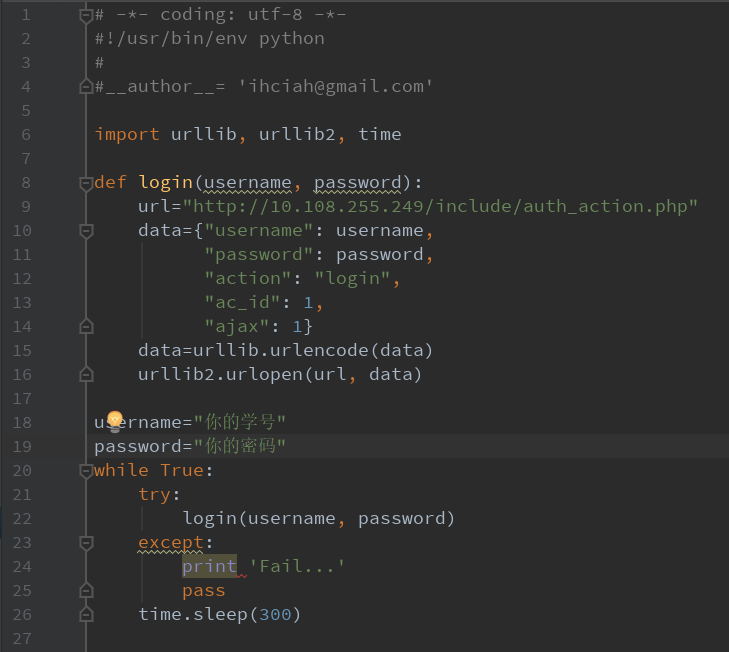 1 # -*- coding: utf-8 -*-
2 #!/usr/bin/env python
3 #
4 #__author__= 'ihciah@gmail.com'
5
6 import urllib, urllib2, time
7
8 def login(username, password):
9     url="http://10.108.255.249/include/auth_action.php"
10     data={"username": username,
11           "password": password,
12           "action": "login",
13           "ac_id": 1,
14           "ajax": 1}
15     data=urllib.urlencode(data)
16     urllib2.urlopen(url, data)
17
18 username="你的学号"
19 password="你的密码"
20 while True:
21     try:
22         login(username, password)
23     except:
24         print 'Fail...'
25         pass
26     time.sleep(300)
27